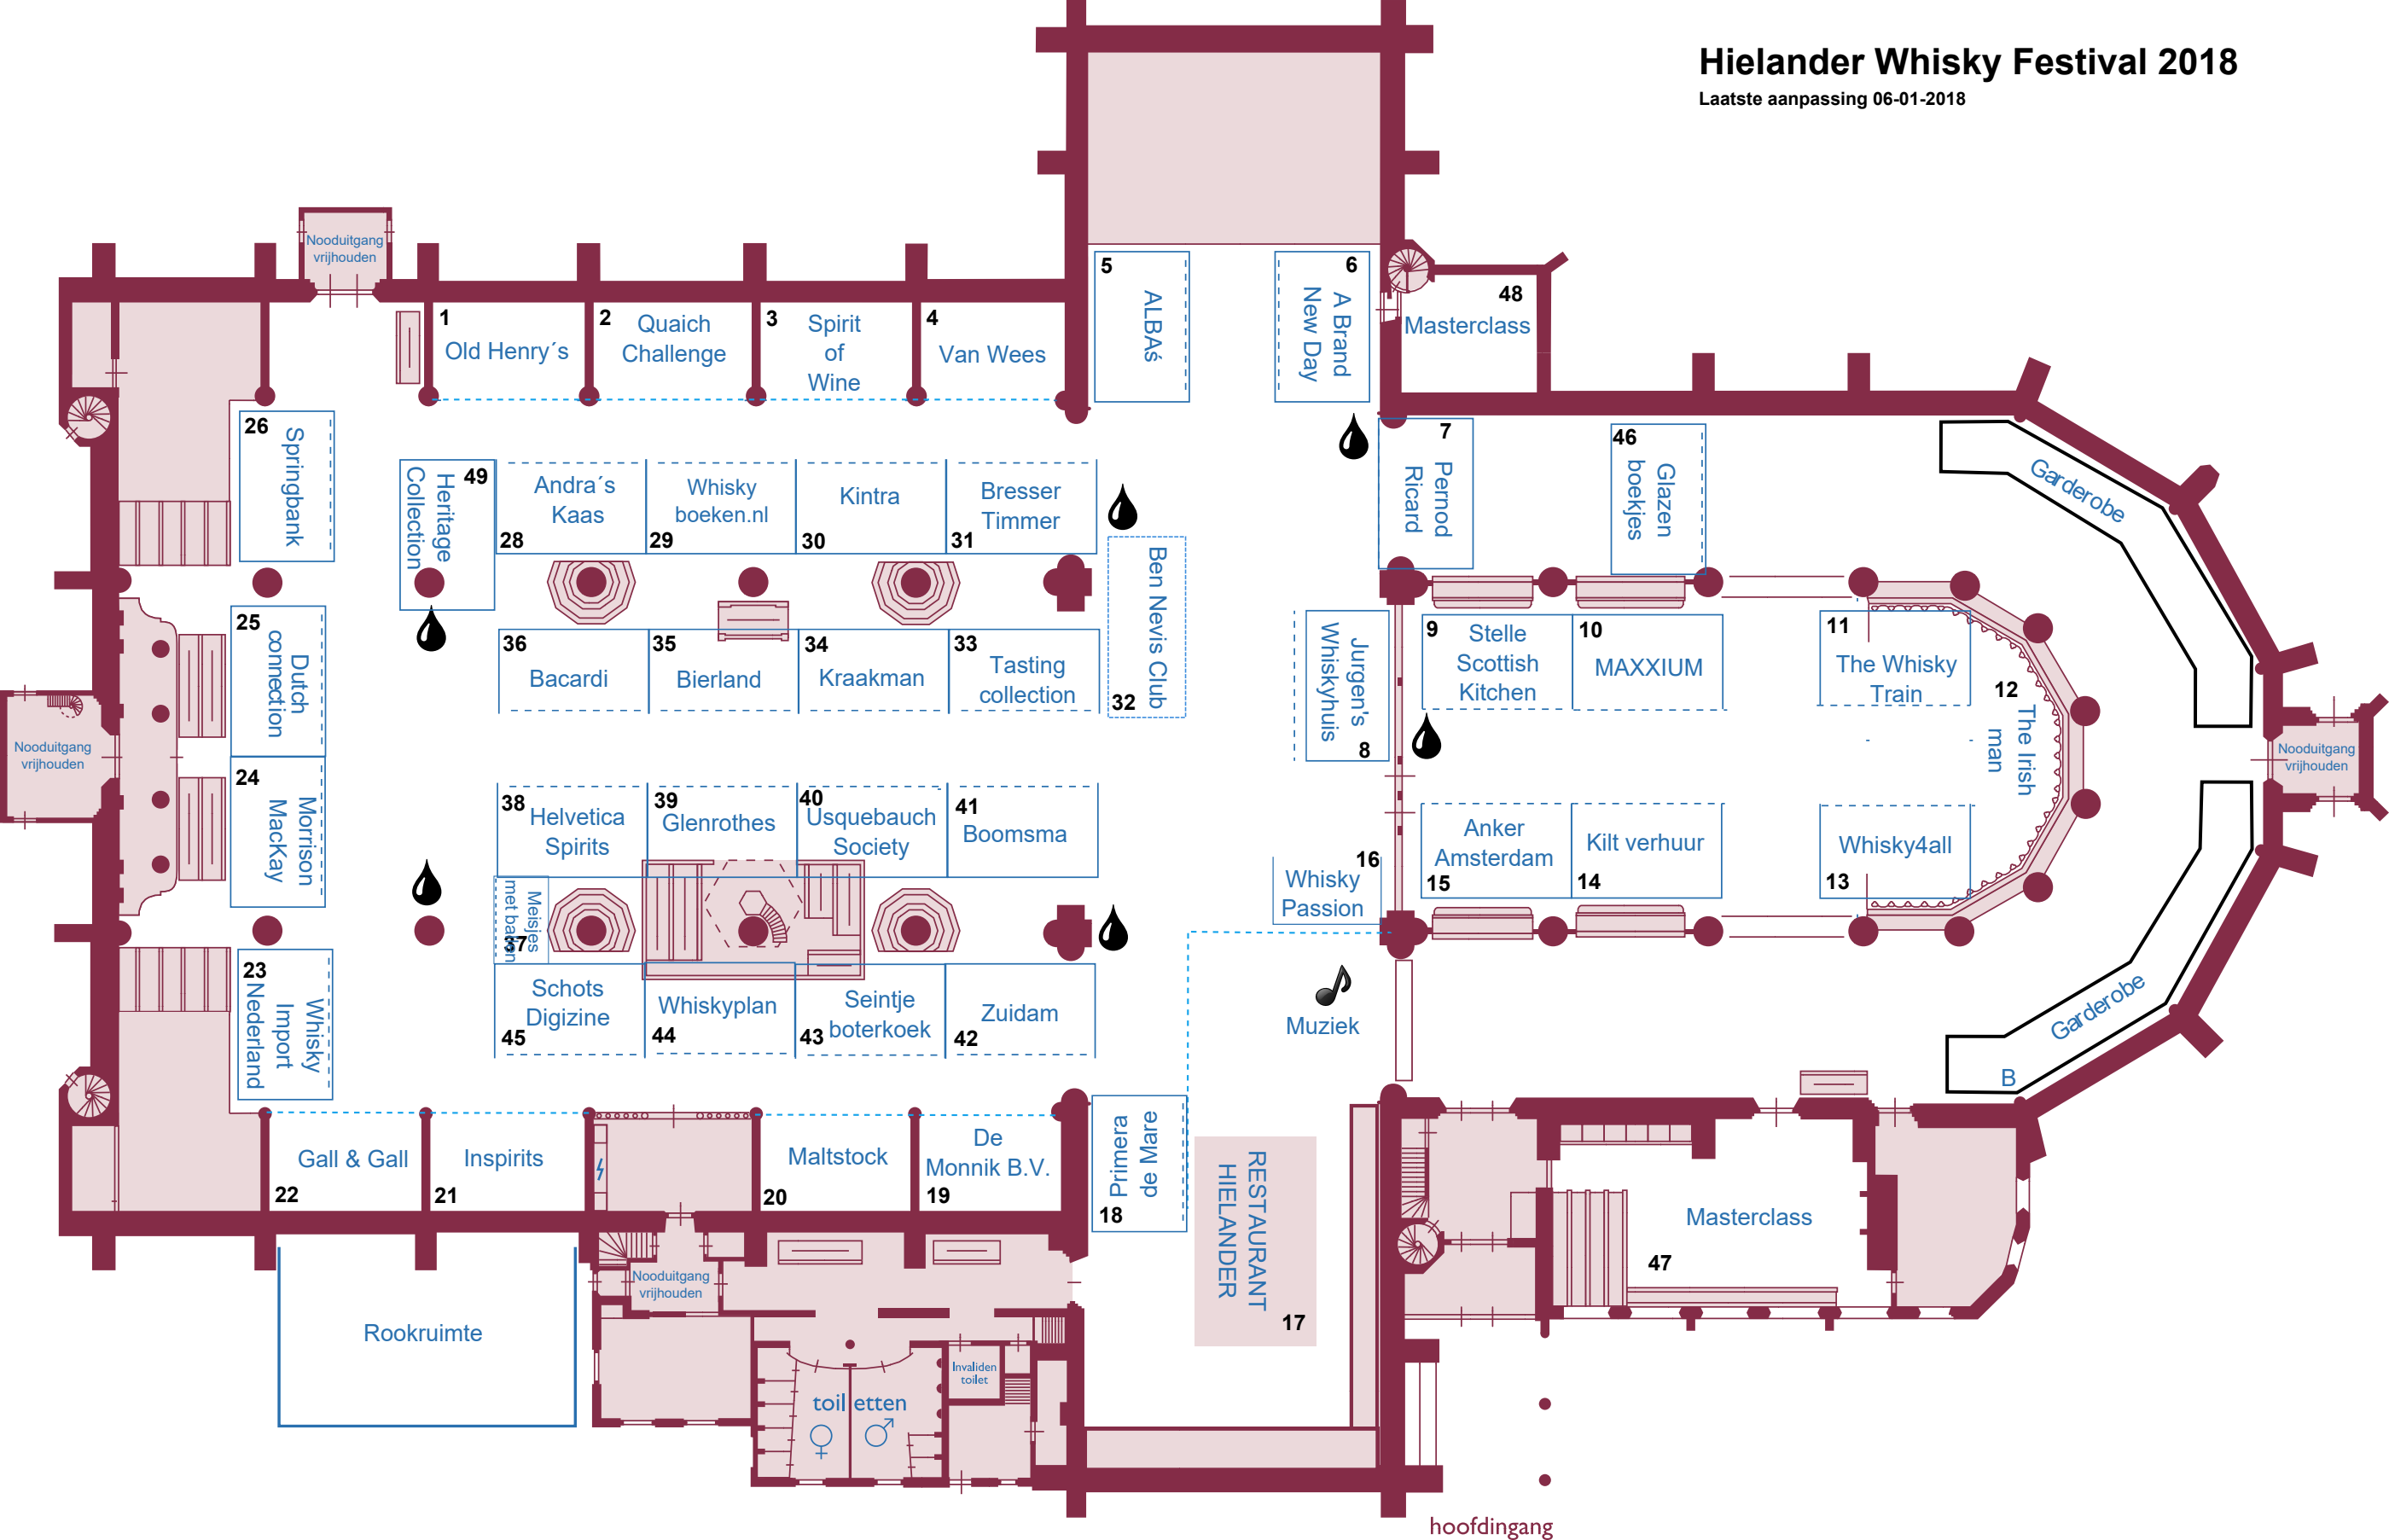 Hielander Whisky Festival 2018
Laatste aanpassing 06-01-2018
Nooduitgang
vrijhouden
1
Old Henry´s
2
Quaich
Challenge
3
Spirit
of
Wine
4
Van Wees
5
ALBAś
6
A Brand
New Day
48
Masterclass
26
Springbank
49
Heritage
Collection
Andra´s
Kaas
28
Whisky
boeken.nl
29
Kintra
30
Bresser
Timmer
31
7
Pernod
Ricard
46
Glazen
boekjes
Garderobe
25
Dutch
connection
36
Bacardi
35
Bierland
34
Kraakman
33
Tasting
collection
Ben Nevis Club
32
Jurgen's
Whiskyhuis
8
9
Stelle
Scottish
Kitchen
10
MAXXIUM
11
The Whisky
Train
12
The Irish
man
Nooduitgang
vrijhouden
Nooduitgang
vrijhouden
24
Morrison
MacKay
38
Helvetica
Spirits
39
Glenrothes
40
Usquebauch
Society
41
Boomsma
16
Whisky
Passion
Anker
Amsterdam
15
Kilt verhuur
14
Whisky4all
13
Meisjes
met baarden
37
23
Whisky
Import
Nederland
Schots
Digizine
45
Whiskyplan
44
Seintje
boterkoek
43
Zuidam
42
Muziek
Garderobe
B
Gall & Gall
22
Inspirits
21
Maltstock
20
De
Monnik B.V.
19
Primera
de Mare
18
RESTAURANT
HIELANDER
17
Masterclass
47
Nooduitgang
vrijhouden
Rookruimte
Invaliden
toilet
toiletten
hoofdingang